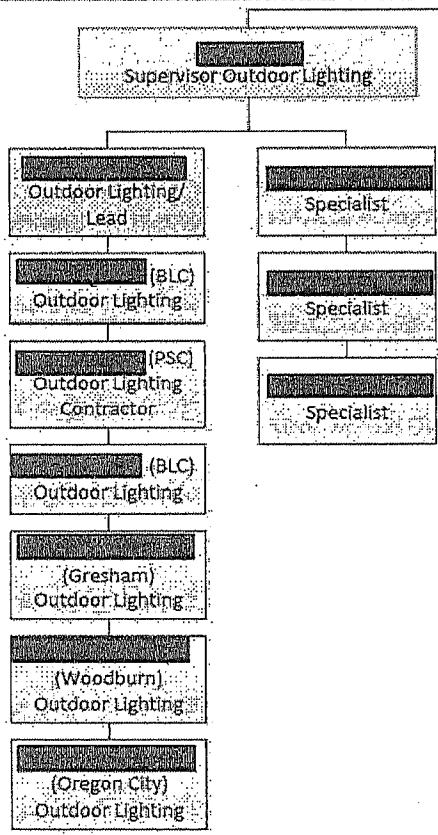 Supervisor Outdoor Lighting
Outdoor Lighting/
Lead
(BLC)
Outdoor Lighting
(PSC)
Outdoor Lighting
Contractor
(BLC)
Outdoor Lighting
(Gresham)
Outdoor Lighting
(Woodburn)
Outdoor Lighting
(Oregon City)
Outdoor Lighting
Specialist
Specialist
Specialist